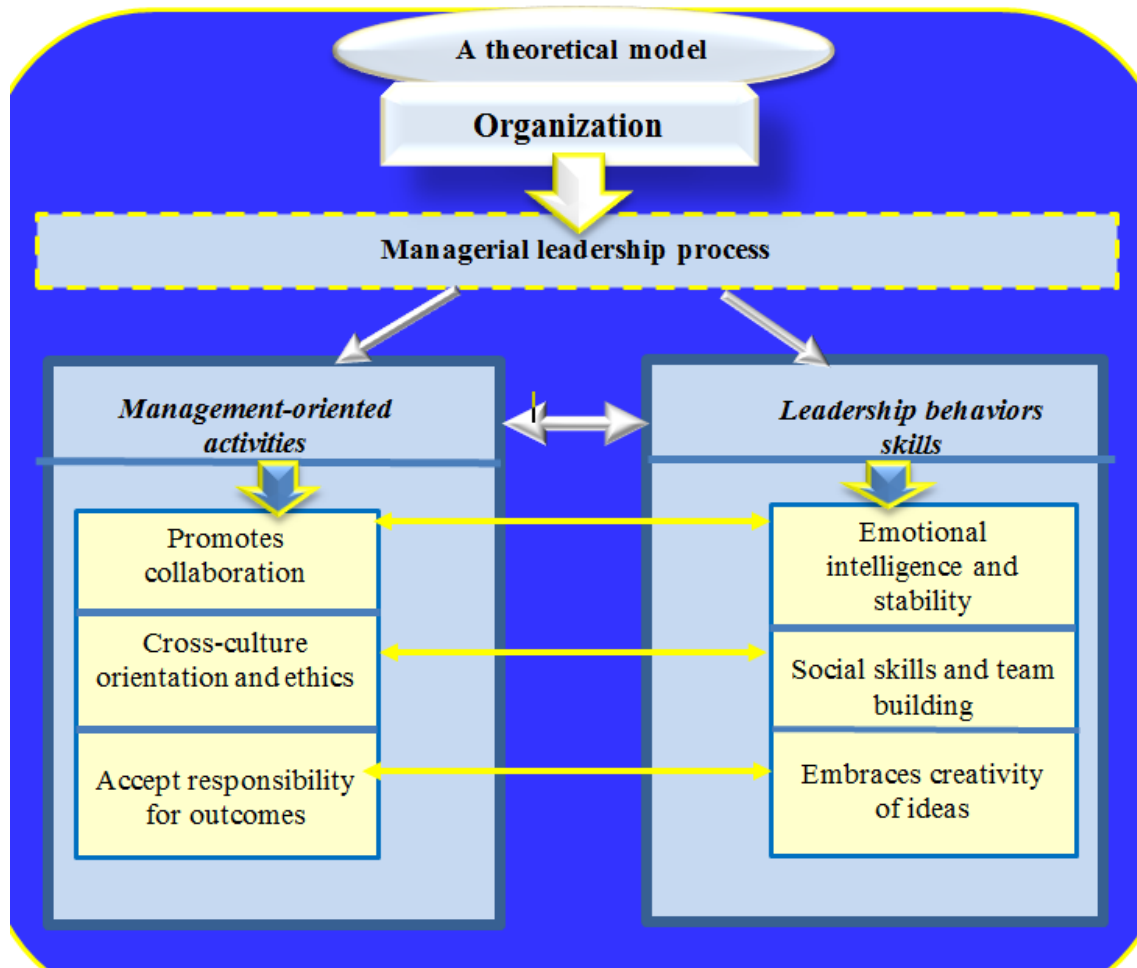 A theoretical model
Organization
Managerial leadership process
Management-oriented
activities
Promotes
collaboration
Cross-culture
orientation and ethics
Accept responsibility
for outcomes
Leadership behaviors
skills
Emotional
intelligence and
stability
Social skills and team
building
Embraces creativity
of ideas